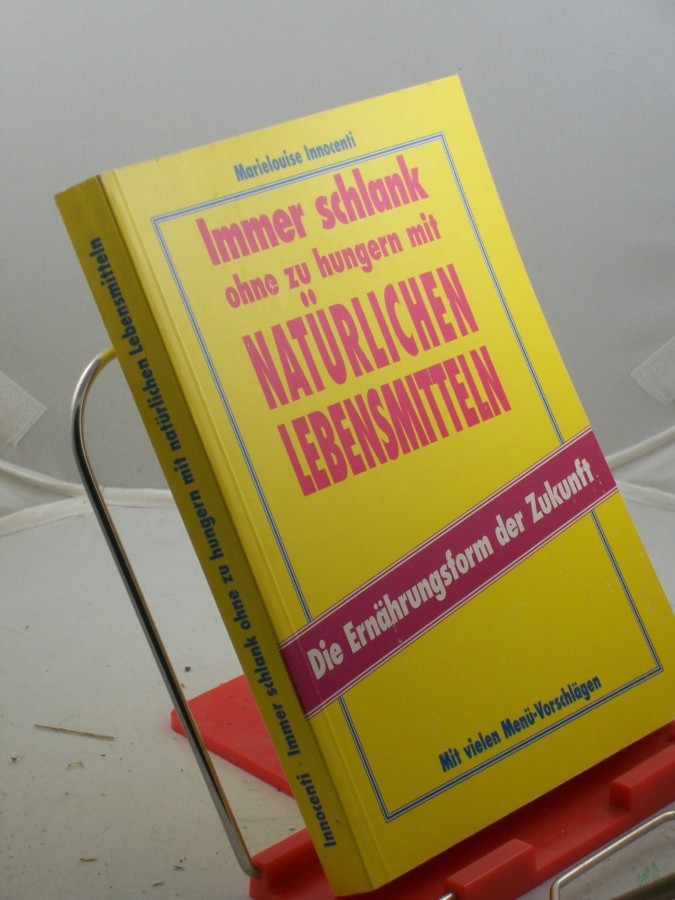 Marielouise Innocenti
Immer schlank
ohne zu hungern mit
NATÜRLICHEN
LEBENSMITTELN
Die Ernährungsform der Zukunft
Mit vielen Menü-Vorschlägen
Innocenti · Immer schlank ohne zu hungern mit natürlichen Lebensmitteln